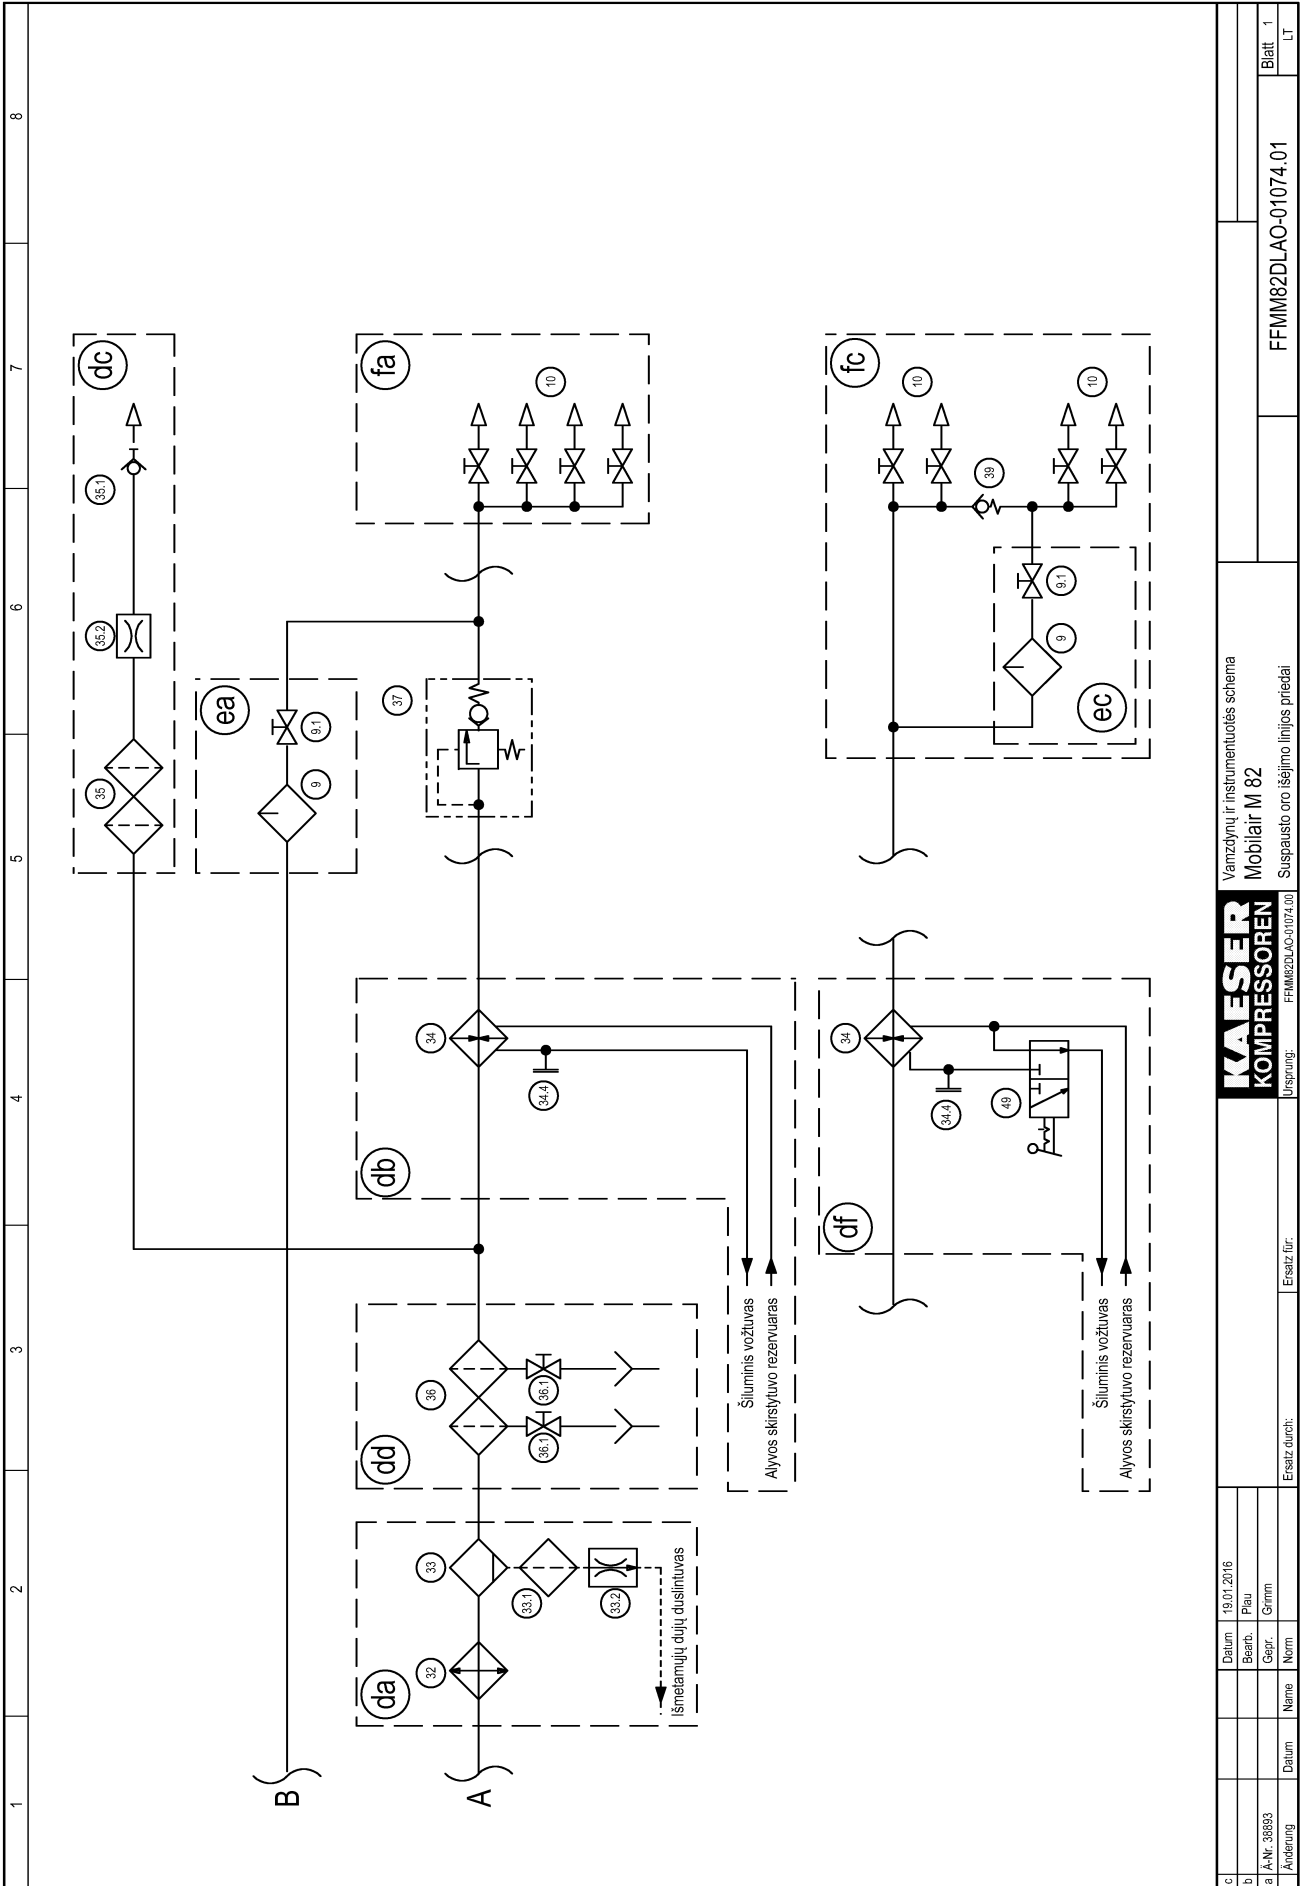 1
2
3
4
5
6
7
8
dc
35.1
35.2
35
ea
9.1
9
B
fa
10
37
db
34
34.4
Šiluminis vožtuvas
Alyvos skirstytuvo rezervuaras
dd
36
36.1
36.1
da
32
33
33.1
33.2
Išmetamųjų dujų duslintuvas
A
fc
10
10
39
ec
9.1
9
df
34
34.4
49
Šiluminis vožtuvas
Alyvos skirstytuvo rezervuaras
c
b
a
Ä-Nr. 38893
Änderung
Datum
Name
Datum
19.01.2016
Bearb.
Plau
Gepr.
Grimm
Norm
Ersatz durch:
Ersatz für:
KAESER
KOMPRESSOREN
Ursprung:
FFMM82DLAO-01074.00
Vamzdynų ir instrumentuotės schema
Mobilair M 82
Suspausto oro išėjimo linijos priedai
FFMM82DLAO-01074.01
Blatt 1
LT